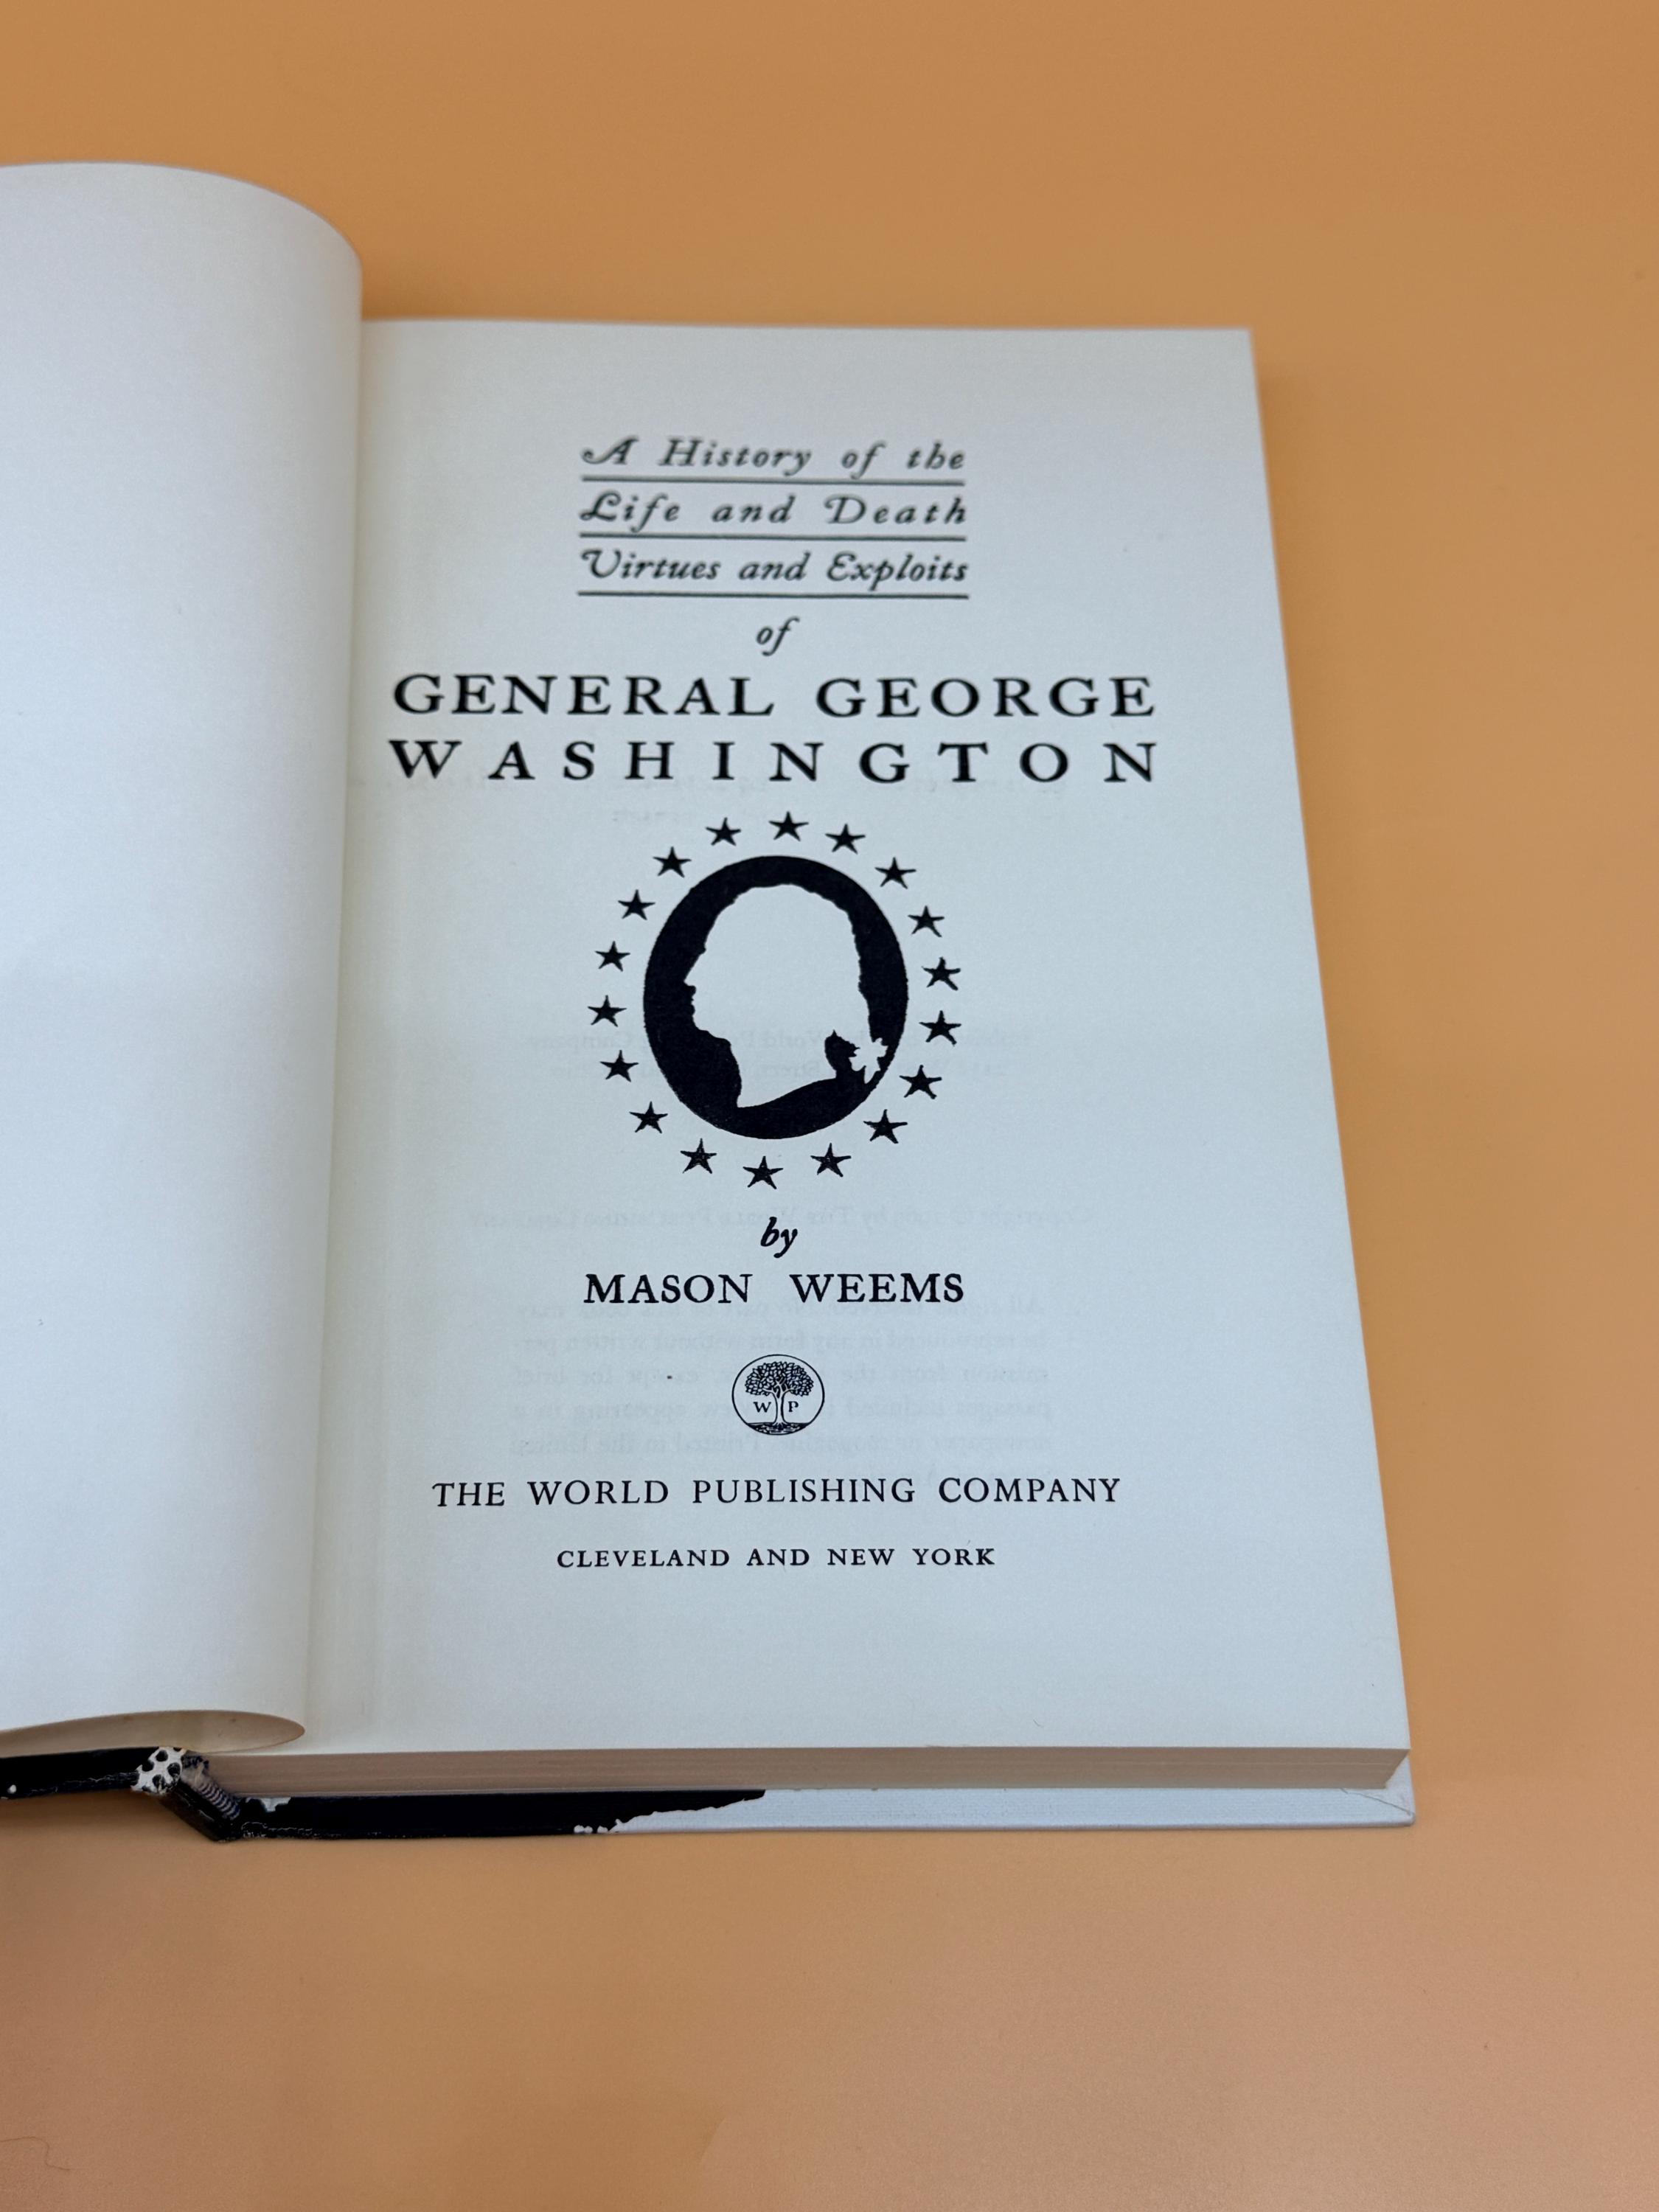 A History of the
Life and Death
Virtues and Exploits
of
GENERAL GEORGE
WASHINGTON
by
MASON WEEMS
W P
THE WORLD PUBLISHING COMPANY
CLEVELAND AND NEW YORK